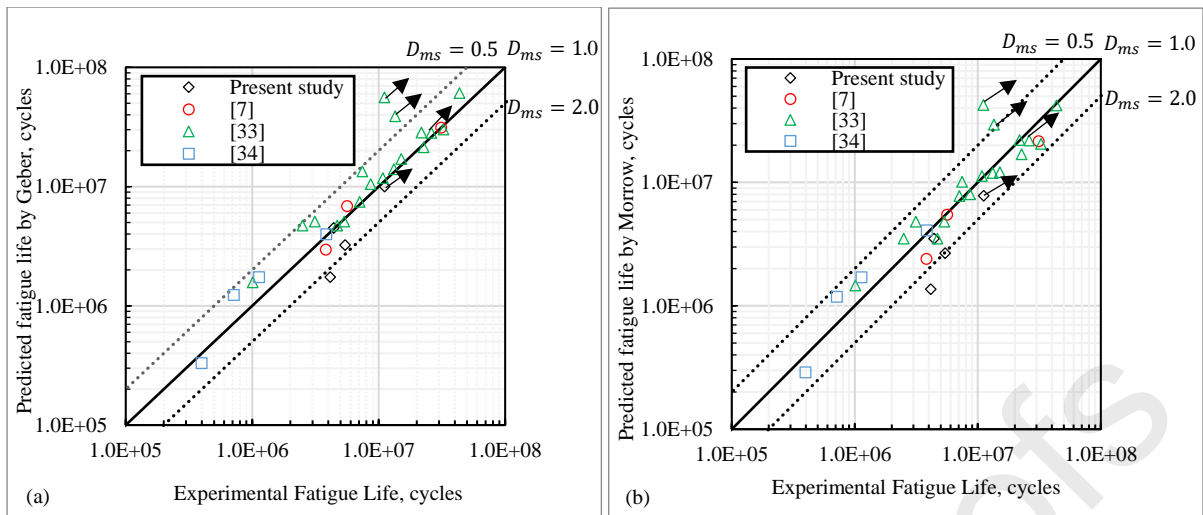 D_ms = 0.5 D_ms = 1.0
1.0E+08
Present study
[7]
[33]
[34]
D_ms = 2.0
1.0E+07
1.0E+06
1.0E+05
1.0E+05 1.0E+06 1.0E+07 1.0E+08
Predicted fatigue life by Geber, cycles
Experimental Fatigue Life, cycles
(a)
D_ms = 0.5 D_ms = 1.0
1.0E+08
Present study
[7]
[33]
[34]
D_ms = 2.0
1.0E+07
1.0E+06
1.0E+05
1.0E+05 1.0E+06 1.0E+07 1.0E+08
Predicted fatigue life by Morrow, cycles
Experimental Fatigue Life, cycles
(b)
ofs